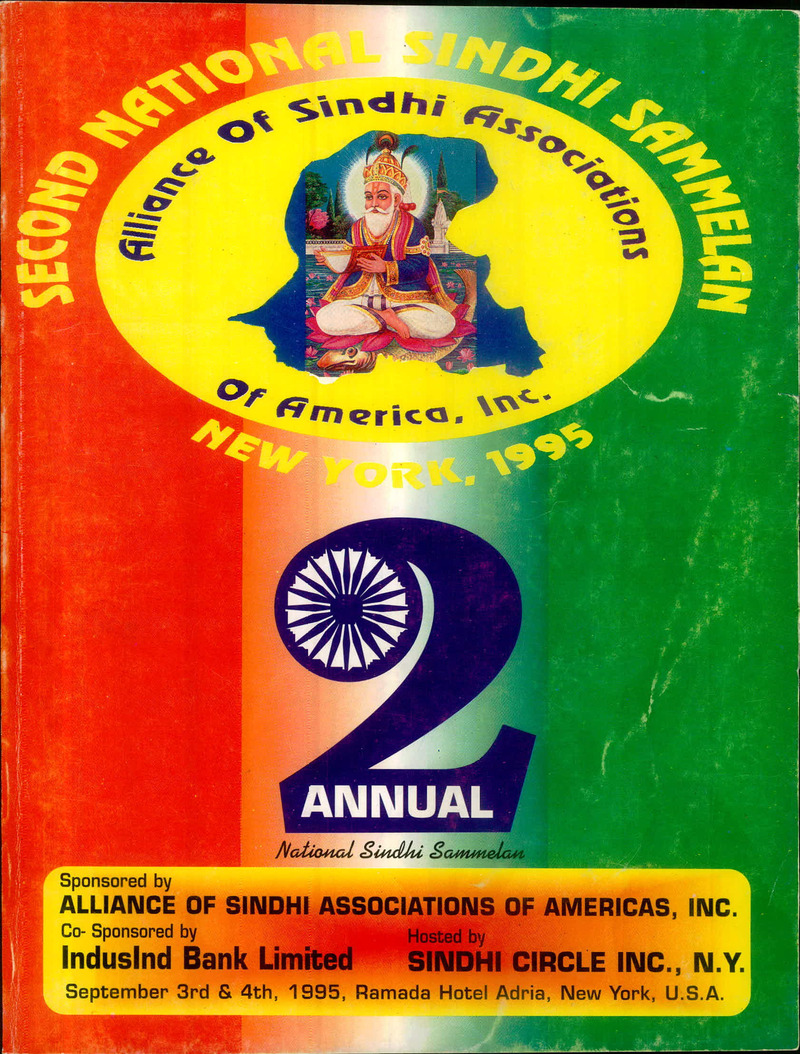 SECOND NATIONAL SINDHI SAMMELAN
Alliance Of Sindhi Associations
Of America, Inc.
NEW YORK, 1995
2
ANNUAL
National Sindhi Sammelan
Sponsored by
ALLIANCE OF SINDHI ASSOCIATIONS OF AMERICAS, INC.
Co- Sponsored by
IndusInd Bank Limited
Hosted by
SINDHI CIRCLE INC., N.Y.
September 3rd & 4th, 1995, Ramada Hotel Adria, New York, U.S.A.